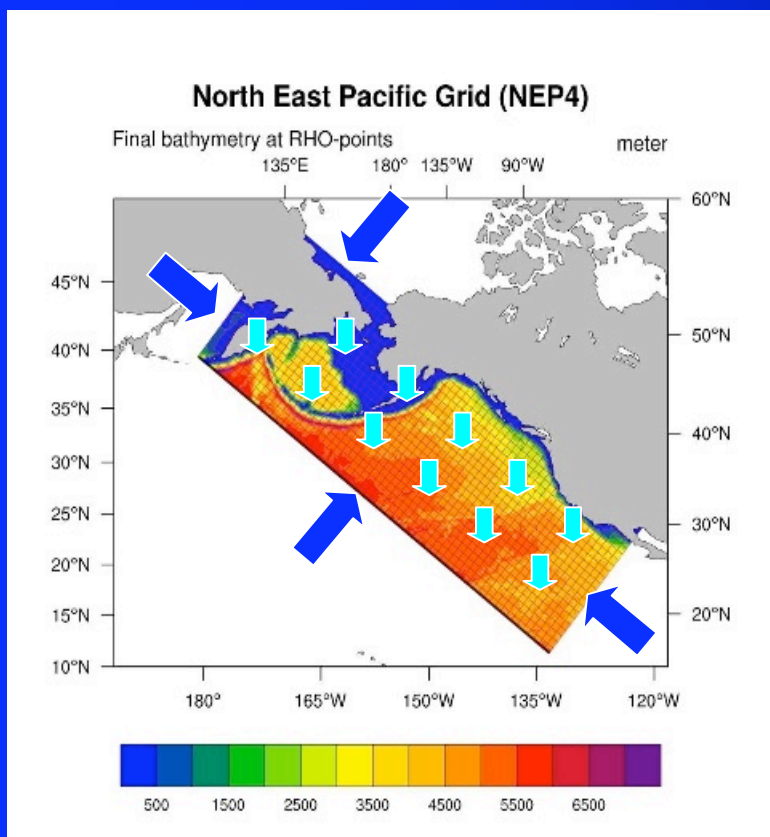 North East Pacific Grid (NEP4)
Final bathymetry at RHO-points meter
135°E 180° 135°W 90°W
60°N
45°N
50°N
40°N
35°N
40°N
30°N
25°N
30°N
20°N
15°N
20°N
10°N
180° 165°W 150°W 135°W 120°W
500 1500 2500 3500 4500 5500 6500